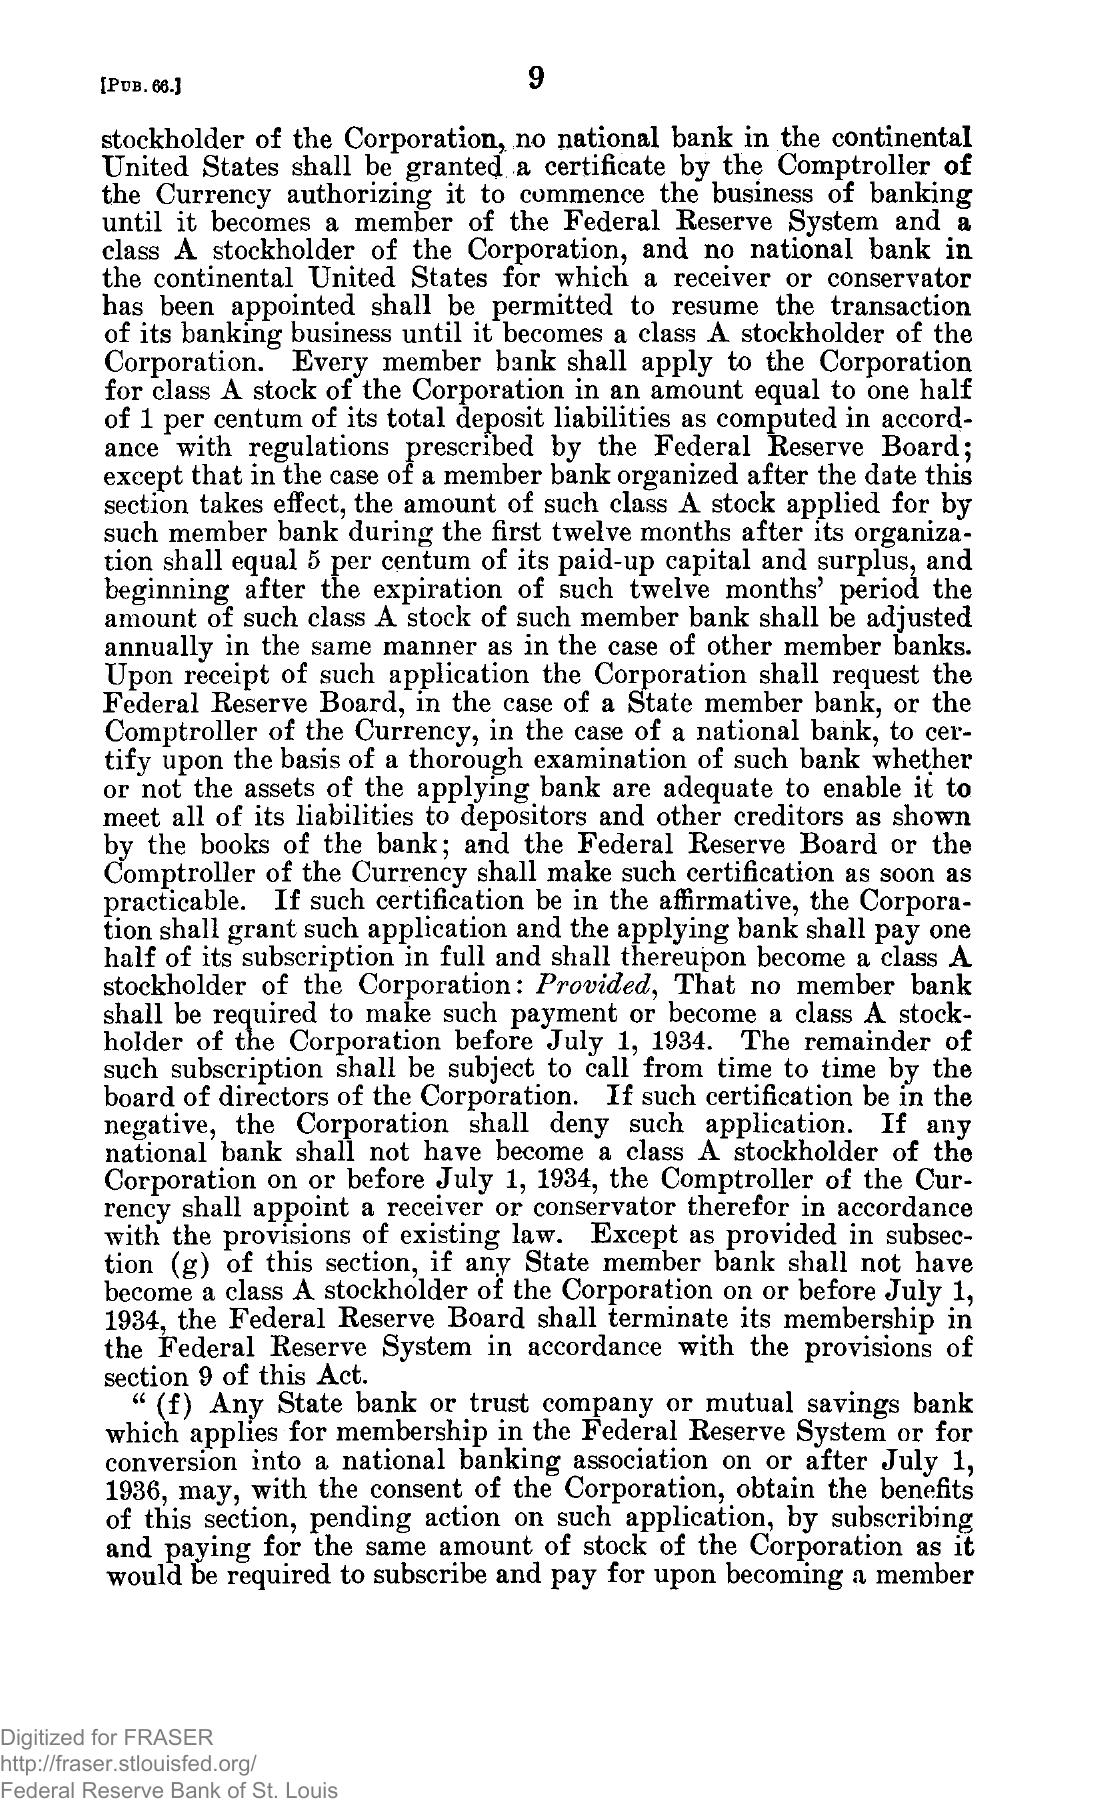 [PUB. 66.]
9
stockholder of the Corporation, no national bank in the continental
United States shall be granted a certificate by the Comptroller of
the Currency authorizing it to commence the business of banking
until it becomes a member of the Federal Reserve System and a
class A stockholder of the Corporation, and no national bank in
the continental United States for which a receiver or conservator
has been appointed shall be permitted to resume the transaction
of its banking business until it becomes a class A stockholder of the
Corporation. Every member bank shall apply to the Corporation
for class A stock of the Corporation in an amount equal to one half
of 1 per centum of its total deposit liabilities as computed in accord-
ance with regulations prescribed by the Federal Reserve Board;
except that in the case of a member bank organized after the date this
section takes effect, the amount of such class A stock applied for by
such member bank during the first twelve months after its organiza-
tion shall equal 5 per centum of its paid-up capital and surplus, and
beginning after the expiration of such twelve months' period the
amount of such class A stock of such member bank shall be adjusted
annually in the same manner as in the case of other member banks.
Upon receipt of such application the Corporation shall request the
Federal Reserve Board, in the case of a State member bank, or the
Comptroller of the Currency, in the case of a national bank, to cer-
tify upon the basis of a thorough examination of such bank whether
or not the assets of the applying bank are adequate to enable it to
meet all of its liabilities to depositors and other creditors as shown
by the books of the bank; and the Federal Reserve Board or the
Comptroller of the Currency shall make such certification as soon as
practicable. If such certification be in the affirmative, the Corpora-
tion shall grant such application and the applying bank shall pay one
half of its subscription in full and shall thereupon become a class A
stockholder of the Corporation: Provided, That no member bank
shall be required to make such payment or become a class A stock-
holder of the Corporation before July 1, 1934. The remainder of
such subscription shall be subject to call from time to time by the
board of directors of the Corporation. If such certification be in the
negative, the Corporation shall deny such application. If any
national bank shall not have become a class A stockholder of the
Corporation on or before July 1, 1934, the Comptroller of the Cur-
rency shall appoint a receiver or conservator therefor in accordance
with the provisions of existing law. Except as provided in subsec-
tion (g) of this section, if any State member bank shall not have
become a class A stockholder of the Corporation on or before July 1,
1934, the Federal Reserve Board shall terminate its membership in
the Federal Reserve System in accordance with the provisions of
section 9 of this Act.
" (f) Any State bank or trust company or mutual savings bank
which applies for membership in the Federal Reserve System or for
conversion into a national banking association on or after July 1,
1936, may, with the consent of the Corporation, obtain the benefits
of this section, pending action on such application, by subscribing
and paying for the same amount of stock of the Corporation as it
would be required to subscribe and pay for upon becoming a member
Digitized for FRASER
http://fraser.stlouisfed.org/
Federal Reserve Bank of St. Louis